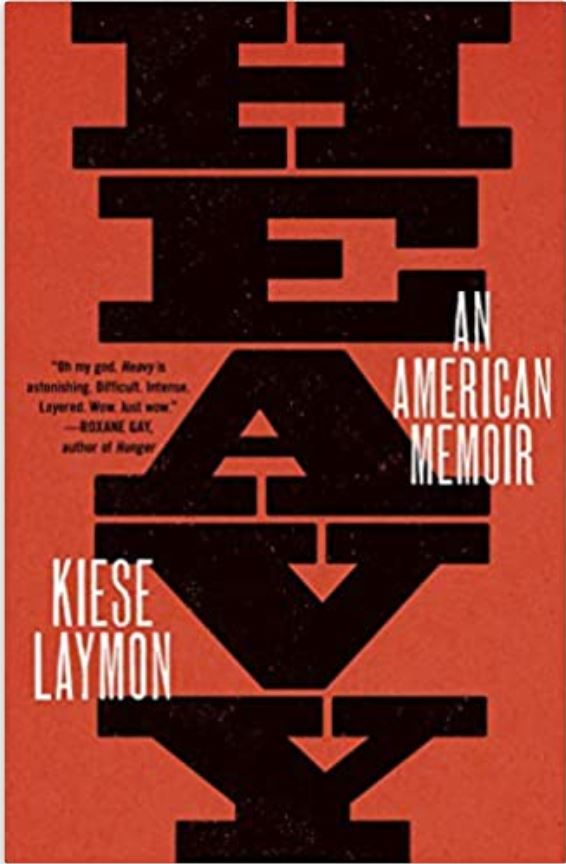 HEAVY
AN
AMERICAN
MEMOIR
"Oh my god. Heavy is
astonishing. Difficult. Intense.
Layered. Wow. Just wow."
—ROXANE GAY,
author of Hunger
KIESE
LAYMON